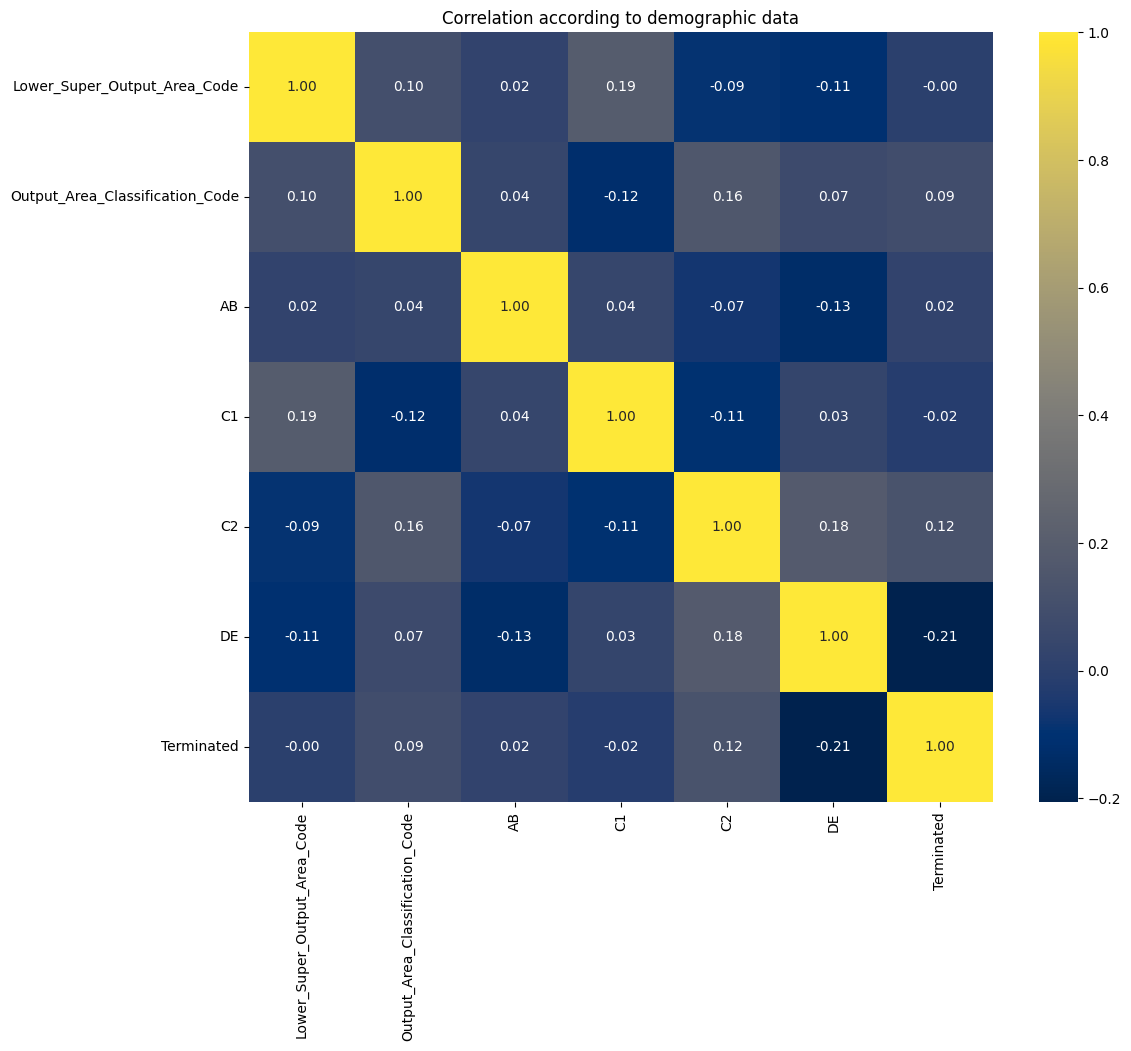 Correlation according to demographic data
Lower_Super_Output_Area_Code 1.00 0.10 0.02 0.19 -0.09 -0.11 -0.00
Output_Area_Classification_Code 0.10 1.00 0.04 -0.12 0.16 0.07 0.09
AB 0.02 0.04 1.00 0.04 -0.07 -0.13 0.02
C1 0.19 -0.12 0.04 1.00 -0.11 0.03 -0.02
C2 -0.09 0.16 -0.07 -0.11 1.00 0.18 0.12
DE -0.11 0.07 -0.13 0.03 0.18 1.00 -0.21
Terminated -0.00 0.09 0.02 -0.02 0.12 -0.21 1.00
Lower_Super_Output_Area_Code
Output_Area_Classification_Code
AB
C1
C2
DE
Terminated
1.0
0.8
0.6
0.4
0.2
0.0
−0.2